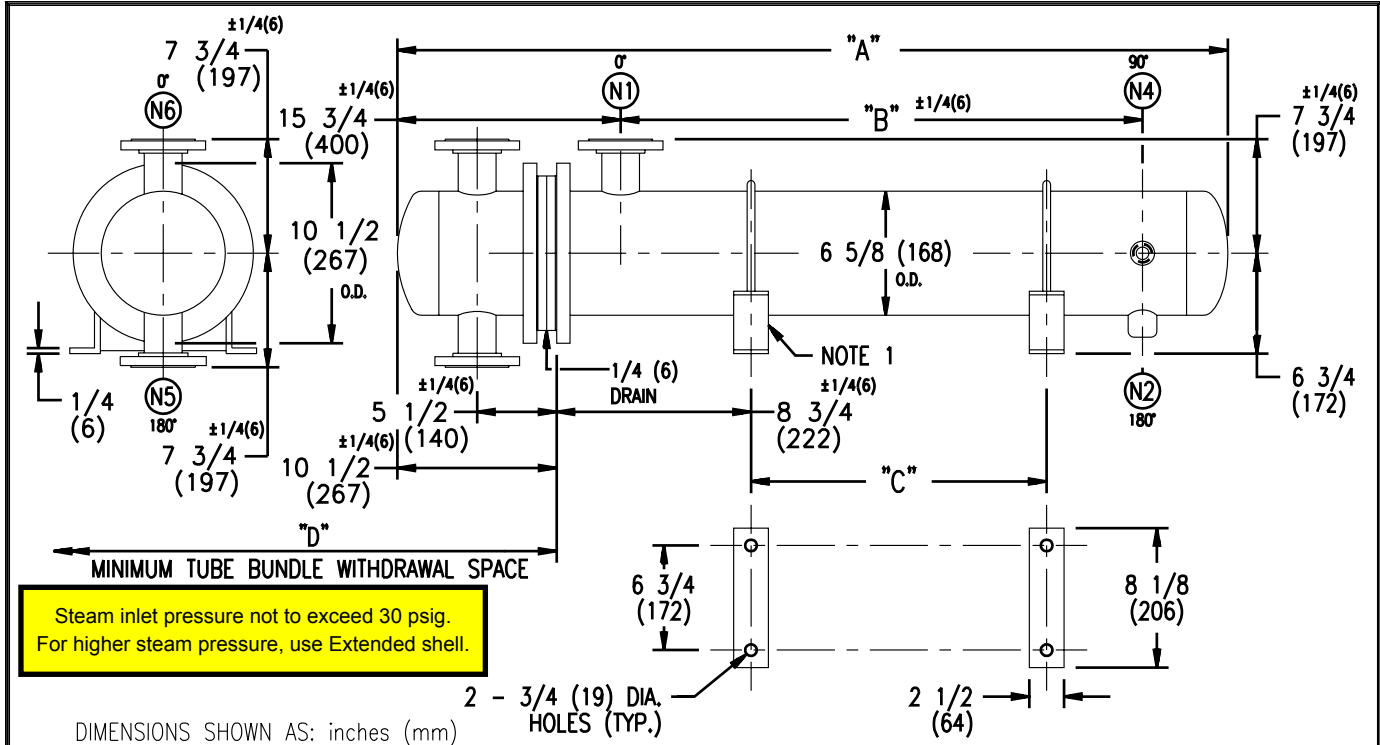 ±1/4(6)
7 3/4
(197)
0°
N6
±1/4(6)
15 3/4
(400)
"A"
0°
N1
"B" ±1/4(6)
90°
N4
±1/4(6)
7 3/4
(197)
10 1/2
(267)
O.D.
6 5/8 (168)
O.D.
NOTE 1
1/4 (6)
DRAIN
1/4
(6)
N5
180°
±1/4(6)
7 3/4
(197)
±1/4(6)
5 1/2
(140)
±1/4(6)
8 3/4
(222)
N2
180°
6 3/4
(172)
±1/4(6)
10 1/2
(267)
"C"
"D"
MINIMUM TUBE BUNDLE WITHDRAWAL SPACE
Steam inlet pressure not to exceed 30 psig.
For higher steam pressure, use Extended shell.
6 3/4
(172)
8 1/8
(206)
2 - 3/4 (19) DIA.
HOLES (TYP.)
2 1/2
(64)
DIMENSIONS SHOWN AS: inches (mm)